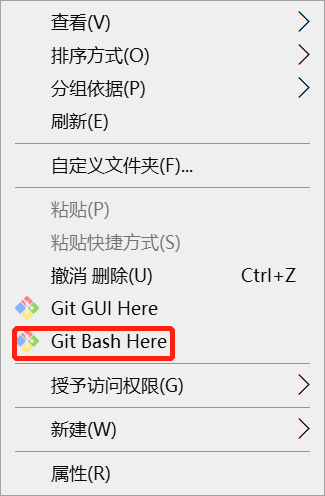 查看(V)
排序方式(O)
分组依据(P)
刷新(E)
自定义文件夹(F)...
粘贴(P)
粘贴快捷方式(S)
撤消 删除(U) Ctrl+Z
Git GUI Here
Git Bash Here
授予访问权限(G)
新建(W)
属性(R)